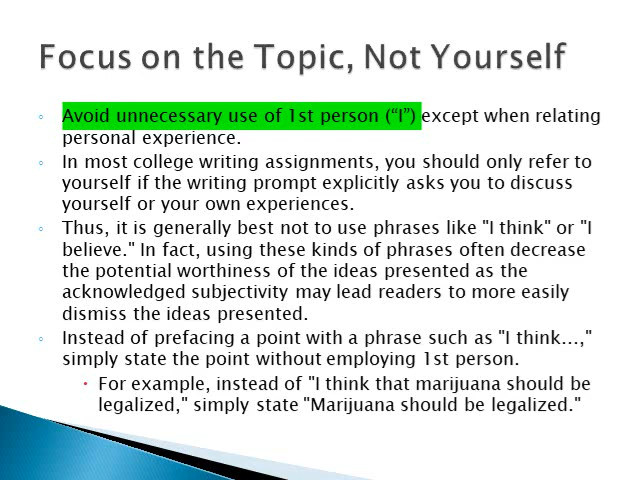 Focus on the Topic, Not Yourself
Avoid unnecessary use of 1st person (“I”) except when relating
personal experience.
In most college writing assignments, you should only refer to
yourself if the writing prompt explicitly asks you to discuss
yourself or your own experiences.
Thus, it is generally best not to use phrases like "I think" or "I
believe." In fact, using these kinds of phrases often decrease
the potential worthiness of the ideas presented as the
acknowledged subjectivity may lead readers to more easily
dismiss the ideas presented.
Instead of prefacing a point with a phrase such as "I think…,"
simply state the point without employing 1st person.
For example, instead of "I think that marijuana should be
legalized," simply state "Marijuana should be legalized."